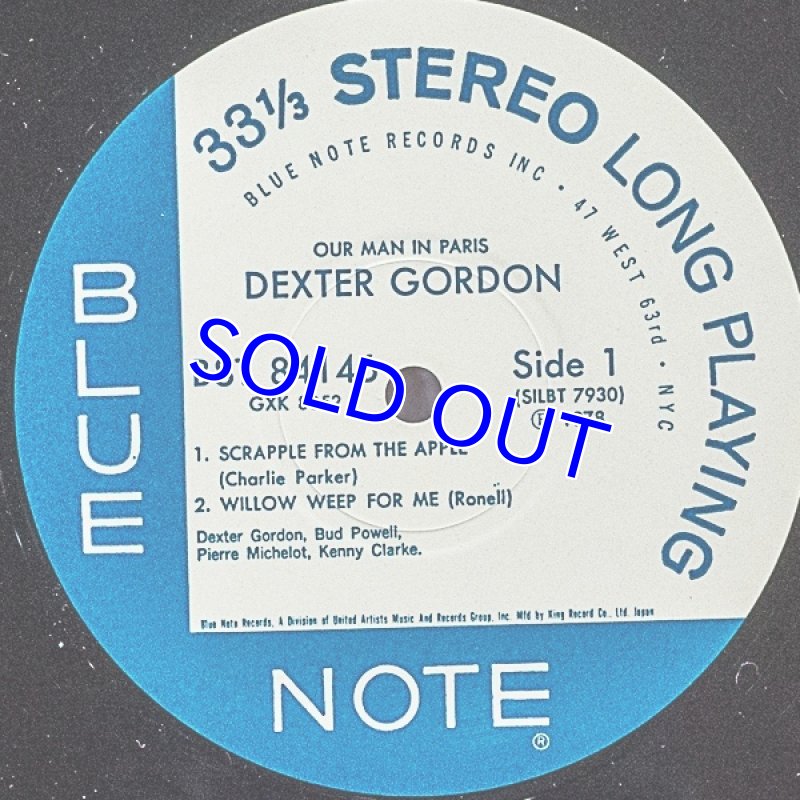 33⅓ STEREO LONG PLAYING
BLUE NOTE RECORDS INC • 47 WEST 63rd • NYC
OUR MAN IN PARIS
DEXTER GORDON
84146
Side 1
GXK
(SILBT 7930)
Ⓟ 1978
SOLD OUT
1. SCRAPPLE FROM THE APPLE
(Charlie Parker)
2. WILLOW WEEP FOR ME (Ronell)
Dexter Gordon, Bud Powell,
Pierre Michelot, Kenny Clarke.
Blue Note Records, A Division of United Artists Music And Records Group, Inc. Mfd by King Record Co., Ltd. Japan
BLUE
NOTE
®